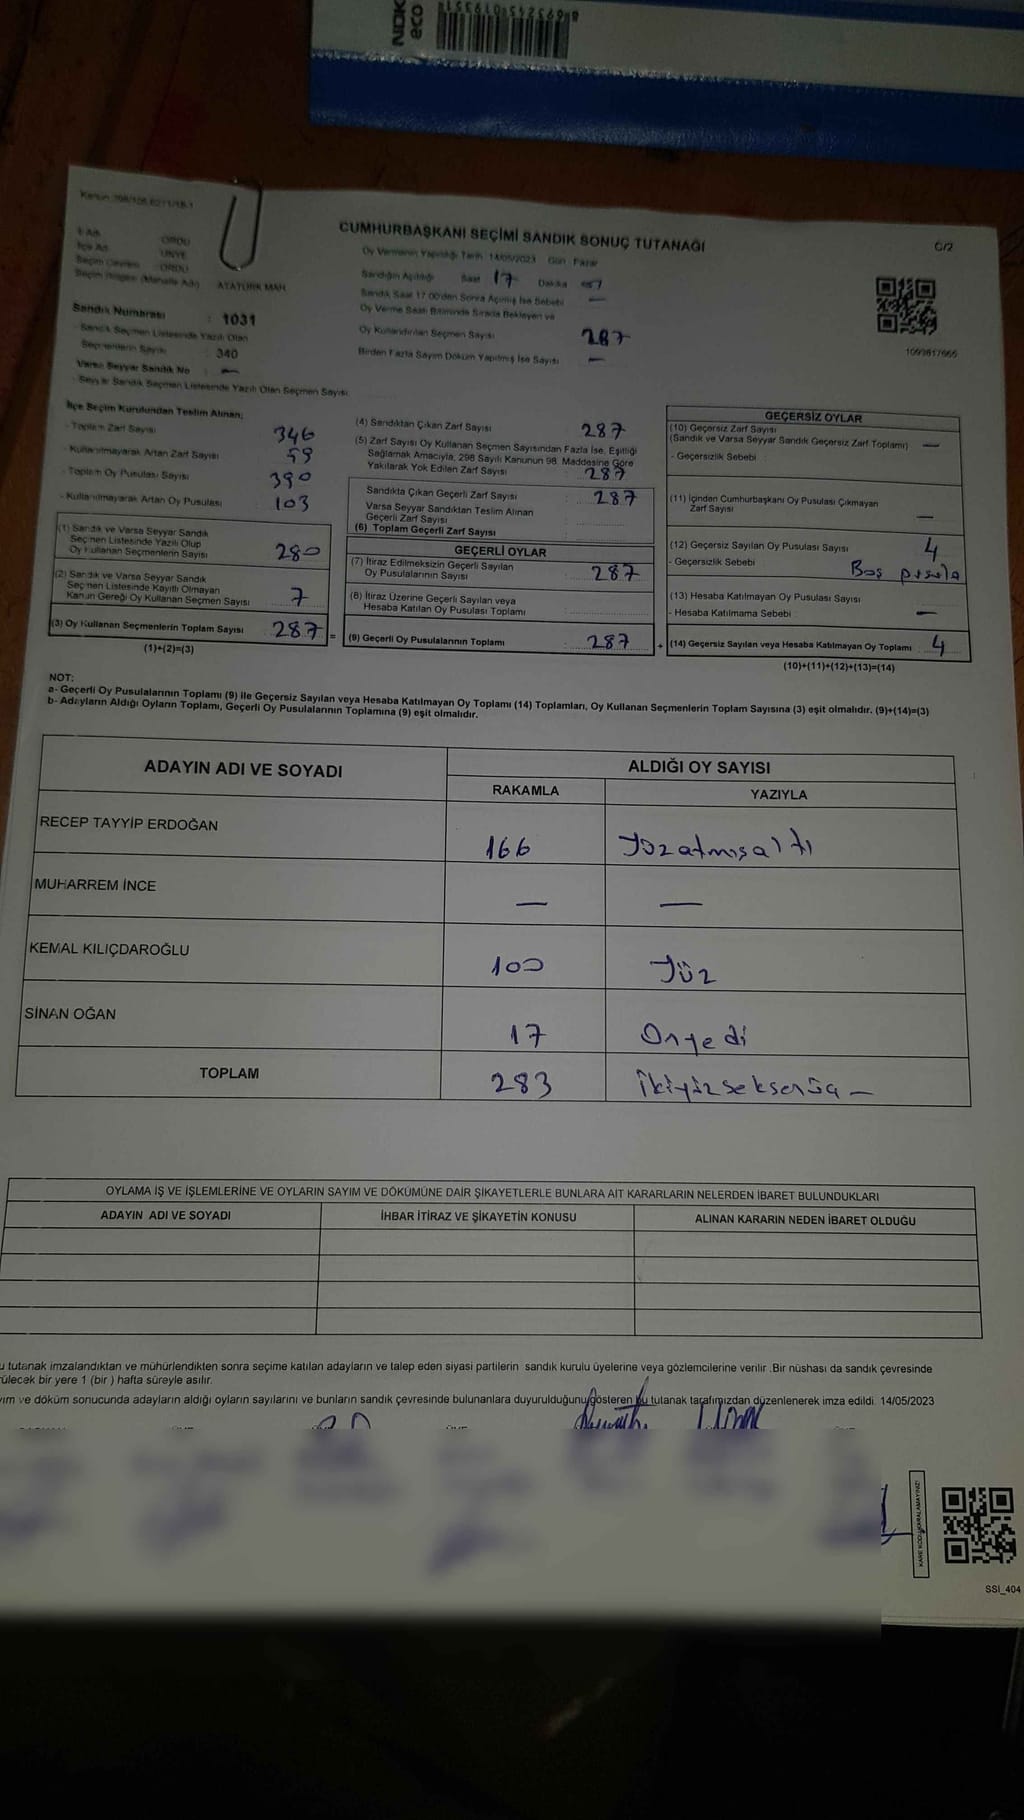 CUMHURBAŞKANI SEÇİMİ SANDIK SONUÇ TUTANAĞI
C/2
Oy Vermenin Yapıldığı Tarih 14/05/2023 Gün Pazar
İl Adı ORDU
İlçe Adı ÜNYE
Seçim Çevresi ORDU
Seçim Bölgesi (Mahalle Adı) ATATÜRK MAH.
Sandık Numarası : 1031
- Sandık Seçmen Listesinde Yazılı Olan
Seçmenlerin Sayısı : 340
Varsa Seyyar Sandık No : —
- Seyyar Sandık Seçmen Listesinde Yazılı Olan Seçmen Sayısı
Sandığın Açıldığı Saat 17 Dakika
Sandık Saat 17.00'den Sonra Açılmış İse Sebebi —
Oy Verme Saati Bitiminde Sırada Bekleyen ve
Oy Kullandırılan Seçmen Sayısı 287
Birden Fazla Sayım Döküm Yapılmış İse Sayısı —
1093817666
İlçe Seçim Kurulundan Teslim Alınan;
- Toplam Zarf Sayısı 346
- Kullanılmayarak Artan Zarf Sayısı 59
- Toplam Oy Pusulası Sayısı 390
- Kullanılmayarak Artan Oy Pusulası 103
(1) Sandık ve Varsa Seyyar Sandık
Seçmen Listesinde Yazılı Olup
Oy Kullanan Seçmenlerin Sayısı 280
(2) Sandık ve Varsa Seyyar Sandık
Seçmen Listesinde Kayıtlı Olmayan
Kanun Gereği Oy Kullanan Seçmen Sayısı 7
(3) Oy Kullanan Seçmenlerin Toplam Sayısı 287 =
(1)+(2)=(3)
(4) Sandıktan Çıkan Zarf Sayısı : 287
(5) Zarf Sayısı Oy Kullanan Seçmen Sayısından Fazla İse, Eşitliği
Sağlamak Amacıyla, 298 Sayılı Kanunun 98. Maddesine Göre
Yakılarak Yok Edilen Zarf Sayısı : 287
Sandıkta Çıkan Geçerli Zarf Sayısı : 287
Varsa Seyyar Sandıktan Teslim Alınan
Geçerli Zarf Sayısı
(6) Toplam Geçerli Zarf Sayısı
GEÇERLİ OYLAR
(7) İtiraz Edilmeksizin Geçerli Sayılan
Oy Pusulalarının Sayısı : 287
(8) İtiraz Üzerine Geçerli Sayılan veya
Hesaba Katılan Oy Pusulası Toplamı
(9) Geçerli Oy Pusulalarının Toplamı : 287 +
GEÇERSİZ OYLAR
(10) Geçersiz Zarf Sayısı
(Sandık ve Varsa Seyyar Sandık Geçersiz Zarf Toplamı) —
- Geçersizlik Sebebi :
(11) İçinden Cumhurbaşkanı Oy Pusulası Çıkmayan
Zarf Sayısı —
(12) Geçersiz Sayılan Oy Pusulası Sayısı 4
- Geçersizlik Sebebi : Boş pusula
(13) Hesaba Katılmayan Oy Pusulası Sayısı
- Hesaba Katılmama Sebebi : —
(14) Geçersiz Sayılan veya Hesaba Katılmayan Oy Toplamı : 4
(10)+(11)+(12)+(13)=(14)
NOT:
a- Geçerli Oy Pusulalarının Toplamı (9) ile Geçersiz Sayılan veya Hesaba Katılmayan Oy Toplamı (14) Toplamları, Oy Kullanan Seçmenlerin Toplam Sayısına (3) eşit olmalıdır. (9)+(14)=(3)
b- Adayların Aldığı Oyların Toplamı, Geçerli Oy Pusulalarının Toplamına (9) eşit olmalıdır.
ADAYIN ADI VE SOYADI ALDIĞI OY SAYISI
RAKAMLA YAZIYLA
RECEP TAYYİP ERDOĞAN 166 Yüzatmışaltı
MUHARREM İNCE — —
KEMAL KILIÇDAROĞLU 100 Yüz
SİNAN OĞAN 17 Onyedi
TOPLAM 283 İkiyüzseksenüç —
OYLAMA İŞ VE İŞLEMLERİNE VE OYLARIN SAYIM VE DÖKÜMÜNE DAİR ŞİKAYETLERLE BUNLARA AİT KARARLARIN NELERDEN İBARET BULUNDUKLARI
ADAYIN ADI VE SOYADI İHBAR İTİRAZ VE ŞİKAYETİN KONUSU ALINAN KARARIN NEDEN İBARET OLDUĞU
tutanak imzalandıktan ve mühürlendikten sonra seçime katılan adayların ve talep eden siyasi partilerin sandık kurulu üyelerine veya gözlemcilerine verilir .Bir nüshası da sandık çevresinde
ülecek bir yere 1 (bir ) hafta süreyle asılır.
yım ve döküm sonucunda adayların aldığı oyların sayılarını ve bunların sandık çevresinde bulunanlara duyurulduğunu gösteren bu tutanak tarafımızdan düzenlenerek imza edildi. 14/05/2023
KARE KODU KARALAMAYINIZ!
SSI_404